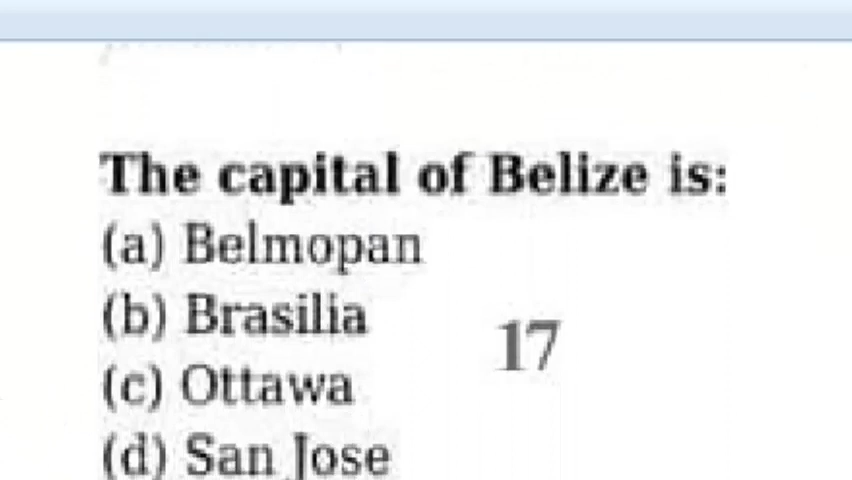 The capital of Belize is:
(a) Belmopan
(b) Brasilia
17
(c) Ottawa
(d) San Jose